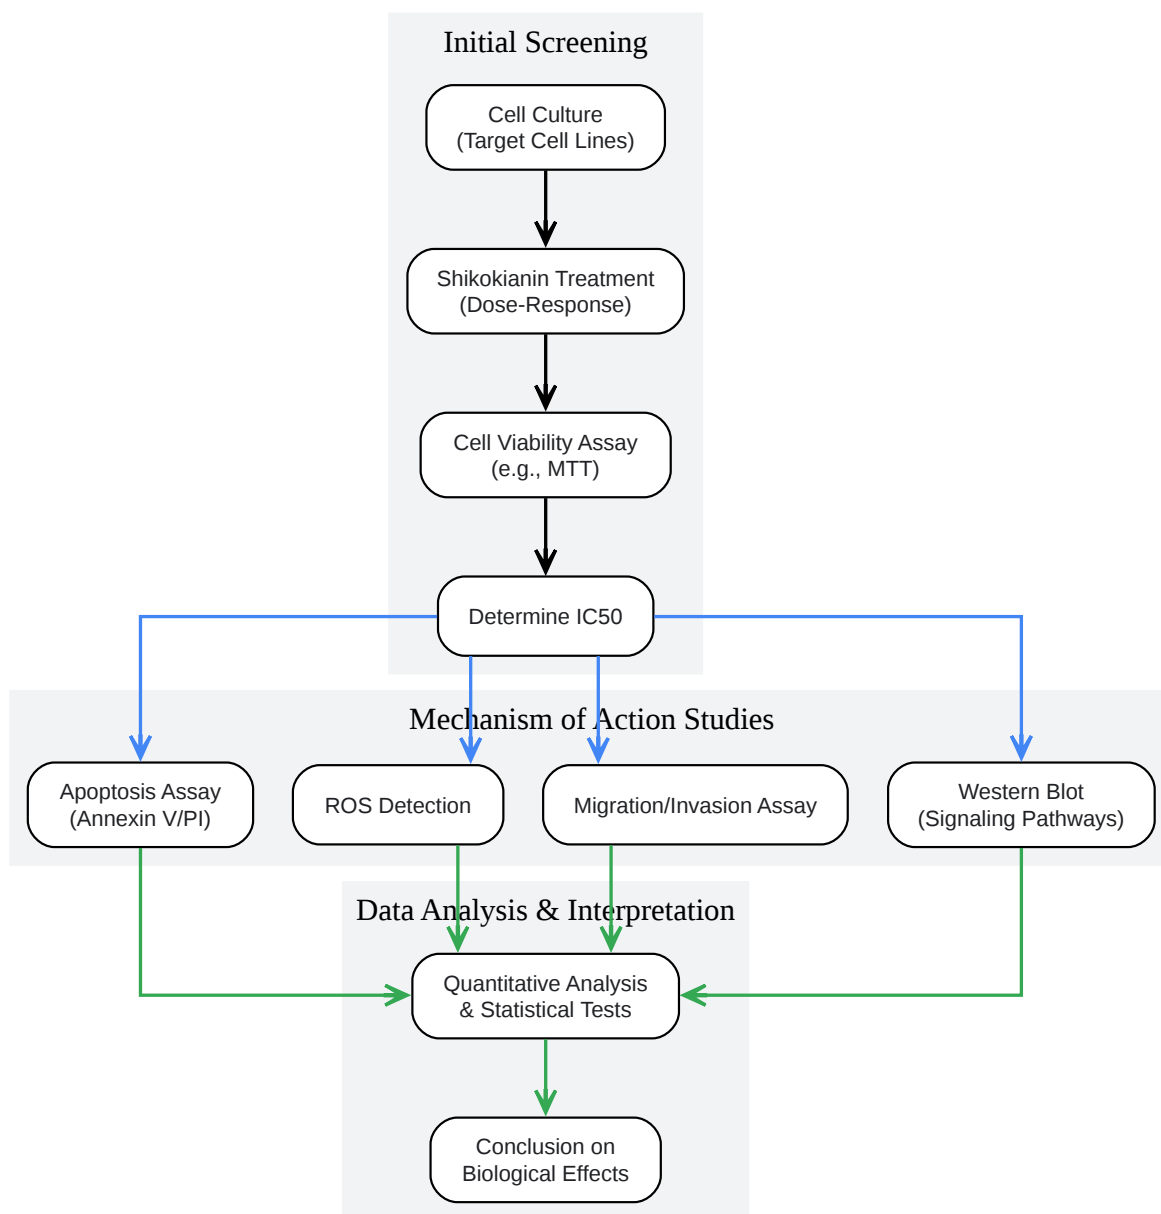 Initial Screening
Cell Culture
(Target Cell Lines)
Shikokianin Treatment
(Dose-Response)
Cell Viability Assay
(e.g., MTT)
Determine IC50
Mechanism of Action Studies
Apoptosis Assay
(Annexin V/PI)
ROS Detection
Migration/Invasion Assay
Western Blot
(Signaling Pathways)
Data Analysis & Interpretation
Quantitative Analysis
& Statistical Tests
Conclusion on
Biological Effects